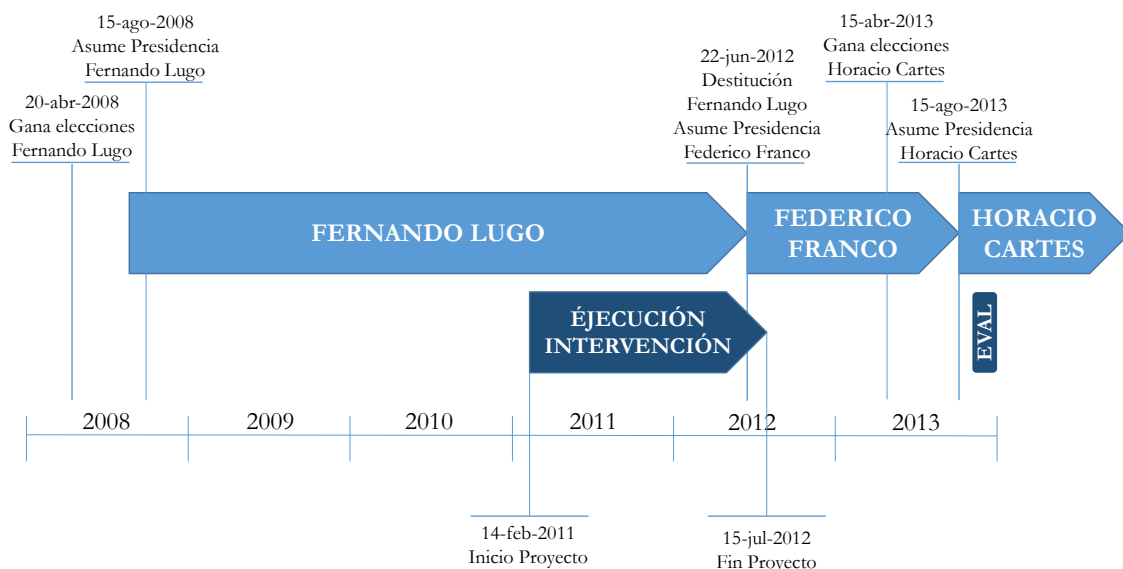 15-ago-2008
Asume Presidencia
Fernando Lugo
20-abr-2008
Gana elecciones
Fernando Lugo
22-jun-2012
Destitución
Fernando Lugo
Asume Presidencia
Federico Franco
15-abr-2013
Gana elecciones
Horacio Cartes
15-ago-2013
Asume Presidencia
Horacio Cartes
FERNANDO LUGO
FEDERICO
FRANCO
HORACIO
CARTES
ÉJECUCIÓN
INTERVENCIÓN
EVAL
2008
2009
2010
2011
2012
2013
14-feb-2011
Inicio Proyecto
15-jul-2012
Fin Proyecto